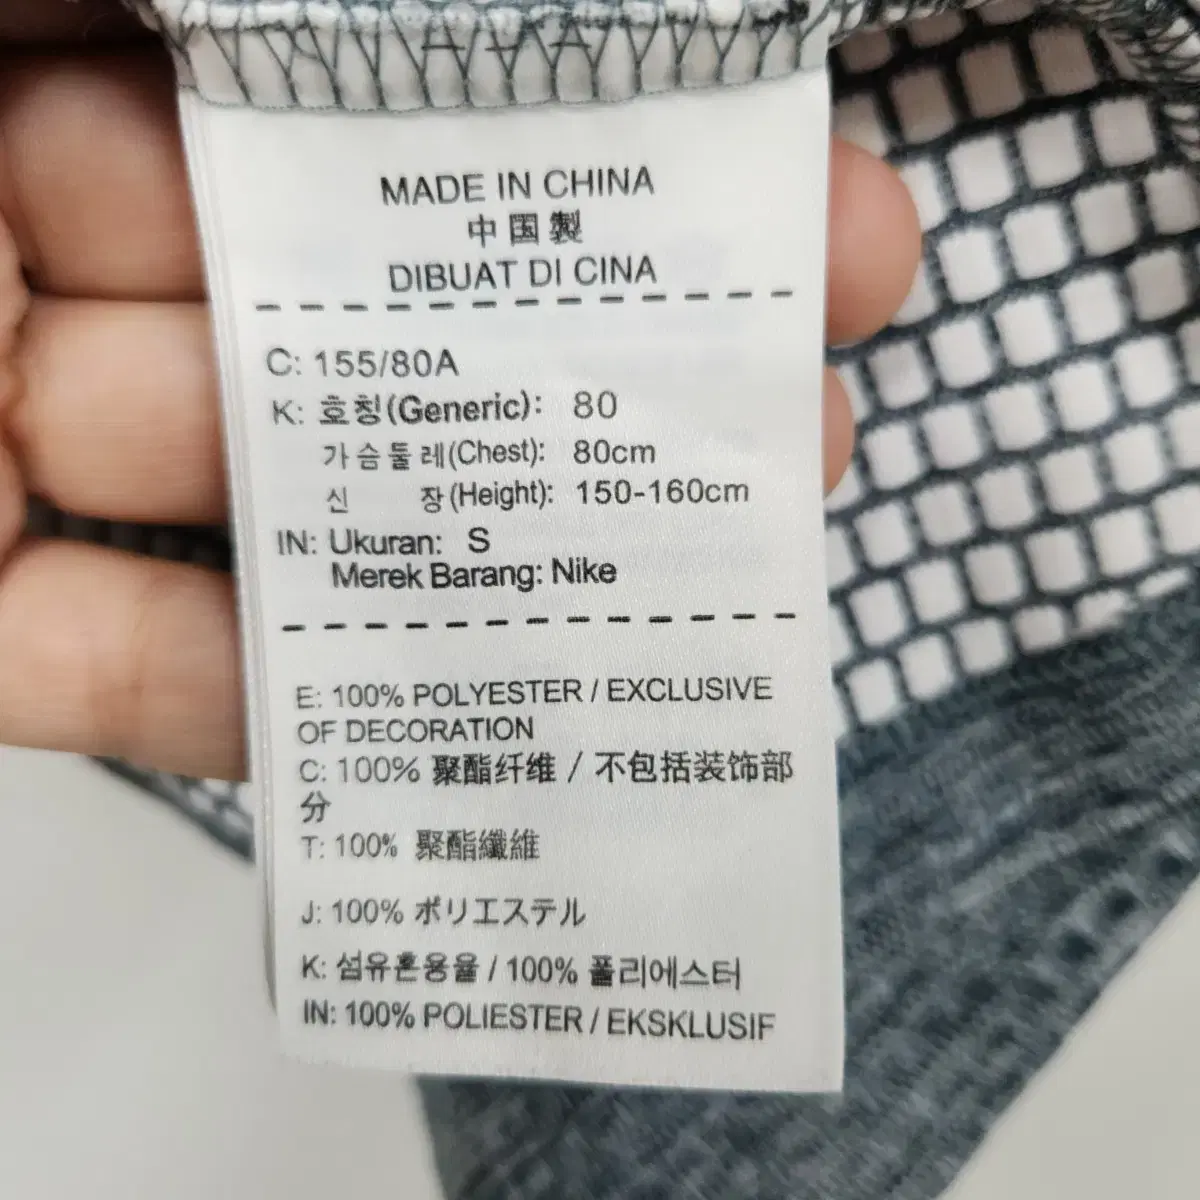 MADE IN CHINA
中国製
DIBUAT DI CINA
C: 155/80A
K: 호칭(Generic): 80
가슴둘레(Chest): 80cm
신 장(Height): 150-160cm
IN: Ukuran: S
Merek Barang: Nike
E: 100% POLYESTER / EXCLUSIVE
OF DECORATION
C: 100% 聚酯纤维 / 不包括装饰部
分
T: 100% 聚酯纖維
J: 100% ポリエステル
K: 섬유혼용율 / 100% 폴리에스터
IN: 100% POLIESTER / EKSKLUSIF